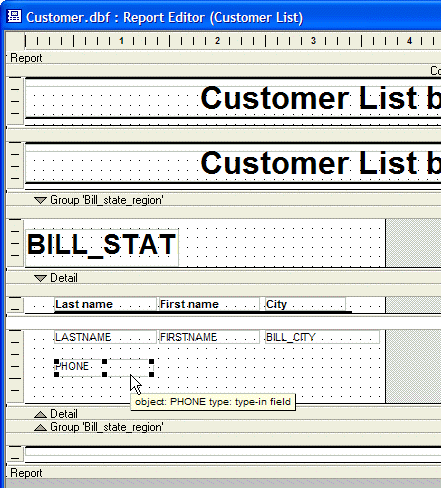 Customer.dbf : Report Editor (Customer List)
1 2 3 4
Report
Co
Customer List b
Customer List b
Group 'Bill_state_region'
BILL_STAT
Detail
Last name First name City
LASTNAME FIRSTNAME BILL_CITY
PHONE
object: PHONE type: type-in field
Detail
Group 'Bill_state_region'
Report